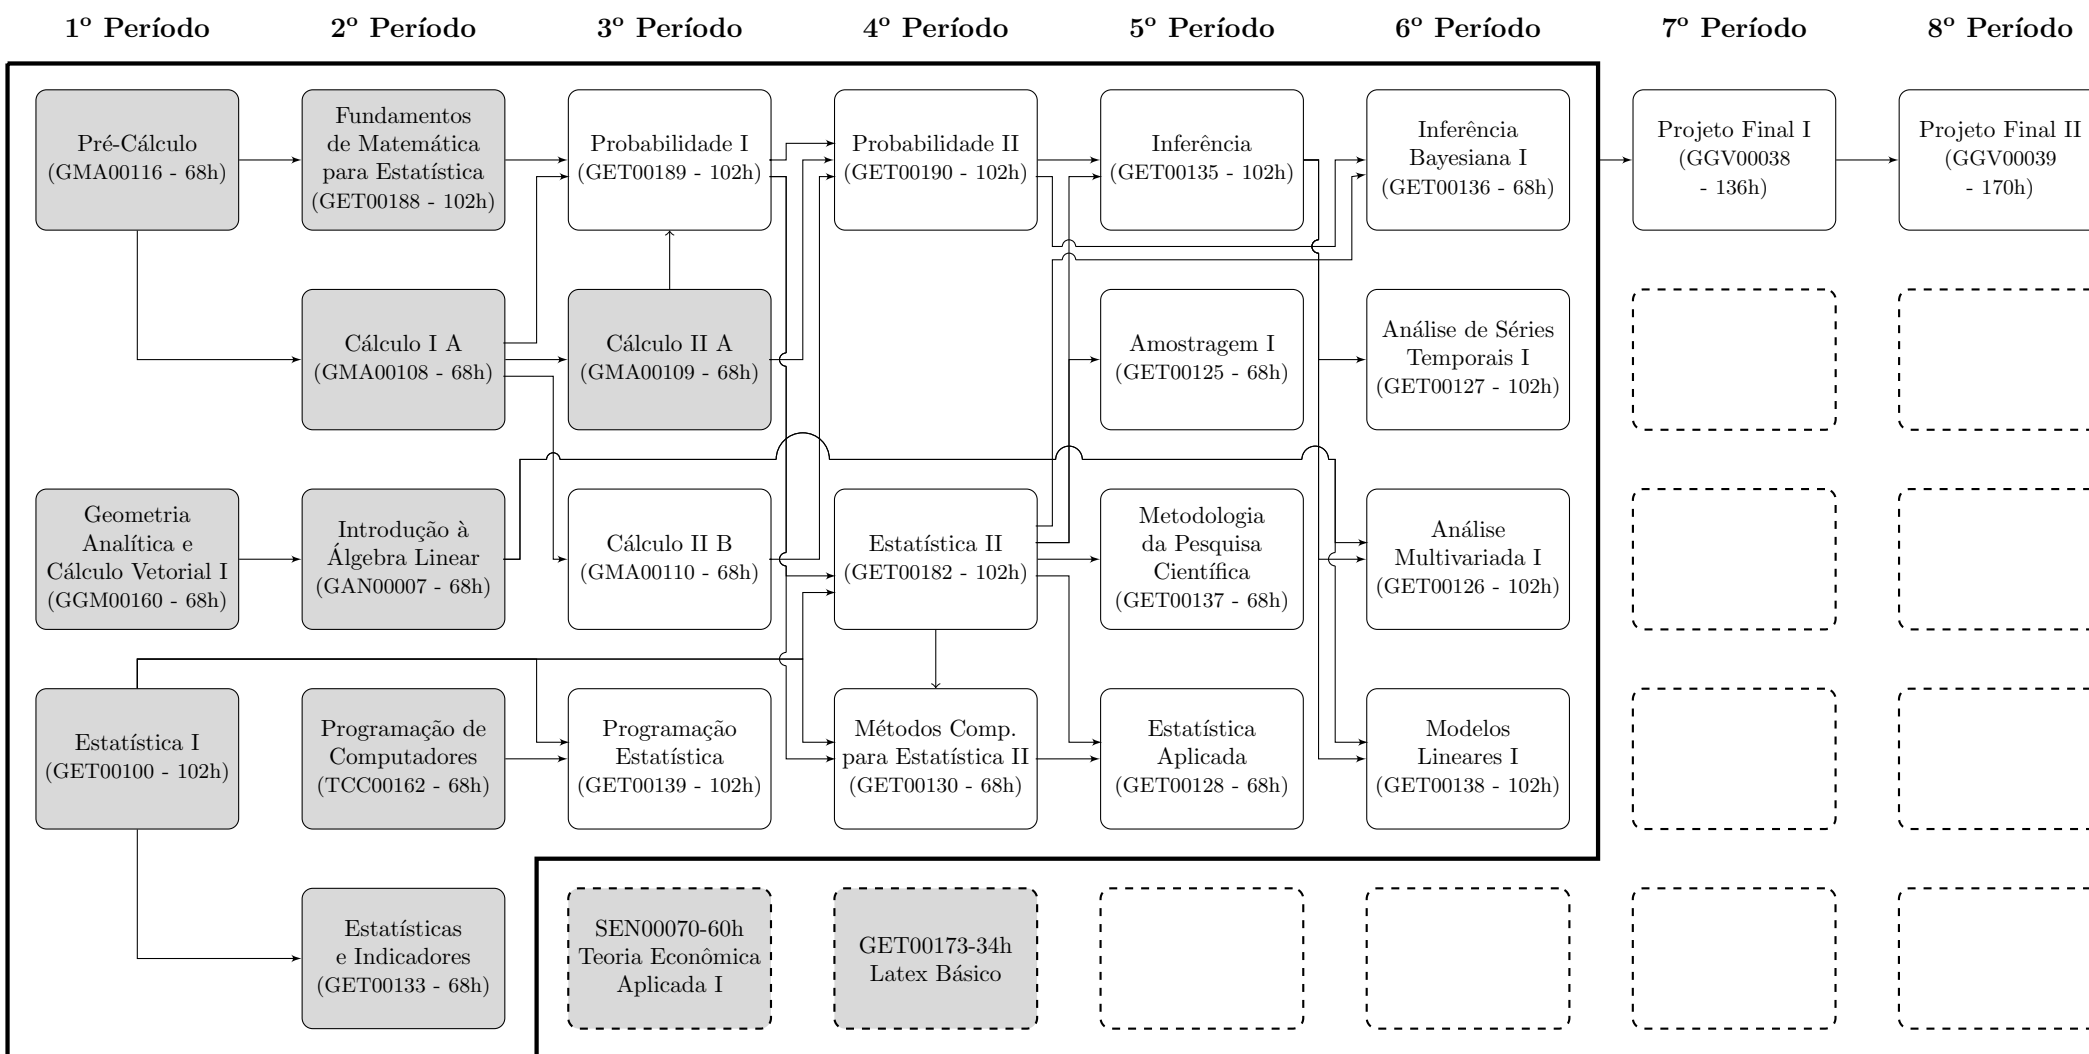 1º Período
2º Período
3º Período
4º Período
5º Período
6º Período
7º Período
8º Período
Pré-Cálculo
(GMA00116 - 68h)
Fundamentos
de Matemática
para Estatística
(GET00188 - 102h)
Probabilidade I
(GET00189 - 102h)
Probabilidade II
(GET00190 - 102h)
Inferência
(GET00135 - 102h)
Inferência
Bayesiana I
(GET00136 - 68h)
Projeto Final I
(GGV00038
- 136h)
Projeto Final II
(GGV00039
- 170h)
Cálculo I A
(GMA00108 - 68h)
Cálculo II A
(GMA00109 - 68h)
Amostragem I
(GET00125 - 68h)
Análise de Séries
Temporais I
(GET00127 - 102h)
Geometria
Analítica e
Cálculo Vetorial I
(GGM00160 - 68h)
Introdução à
Álgebra Linear
(GAN00007 - 68h)
Cálculo II B
(GMA00110 - 68h)
Estatística II
(GET00182 - 102h)
Metodologia
da Pesquisa
Científica
(GET00137 - 68h)
Análise
Multivariada I
(GET00126 - 102h)
Estatística I
(GET00100 - 102h)
Programação de
Computadores
(TCC00162 - 68h)
Programação
Estatística
(GET00139 - 102h)
Métodos Comp.
para Estatística II
(GET00130 - 68h)
Estatística
Aplicada
(GET00128 - 68h)
Modelos
Lineares I
(GET00138 - 102h)
Estatísticas
e Indicadores
(GET00133 - 68h)
SEN00070-60h
Teoria Econômica
Aplicada I
GET00173-34h
Latex Básico